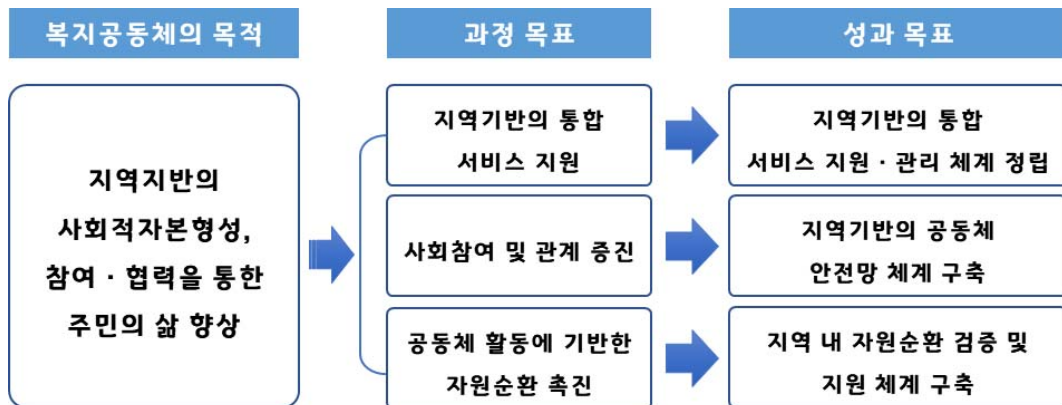 복지공동체의 목적
과정 목표
성과 목표
지역지반의
사회적자본형성,
참여 · 협력을 통한
주민의 삶 향상
지역기반의 통합
서비스 지원
지역기반의 통합
서비스 지원 · 관리 체계 정립
사회참여 및 관계 증진
지역기반의 공동체
안전망 체계 구축
공동체 활동에 기반한
자원순환 촉진
지역 내 자원순환 검증 및
지원 체계 구축